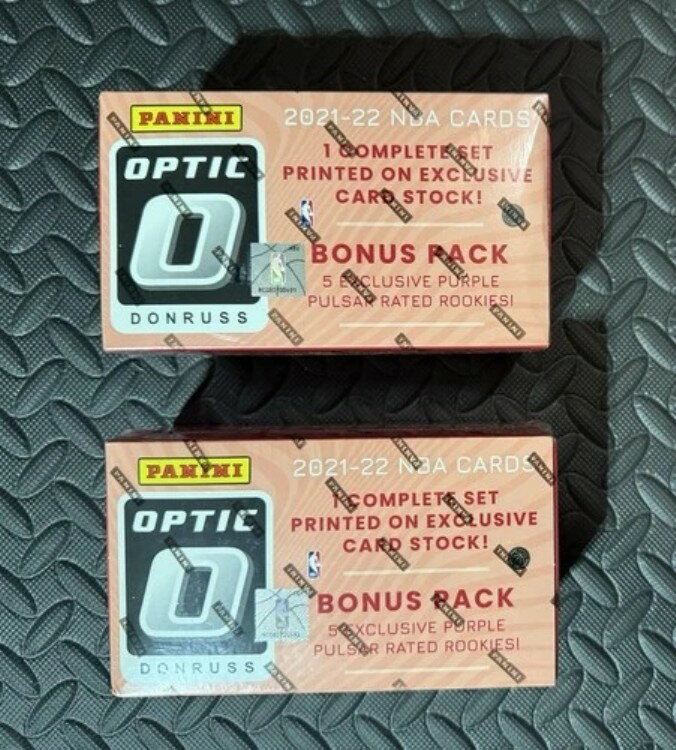 PANINI
OPTIC
DONRUSS
2021-22 NBA CARDS
1 COMPLETE SET
PRINTED ON EXCLUSIVE
CARD STOCK!
BONUS PACK
5 EXCLUSIVE PURPLE
PULSAR RATED ROOKIES!
PANINI
OPTIC
DONRUSS
2021-22 NBA CARDS
1 COMPLETE SET
PRINTED ON EXCLUSIVE
CARD STOCK!
BONUS PACK
5 EXCLUSIVE PURPLE
PULSAR RATED ROOKIES!